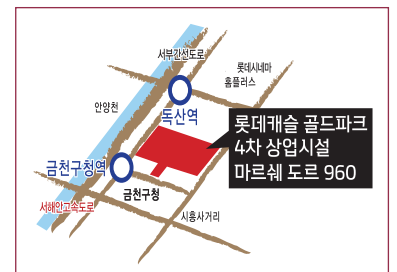 서부간선도로
롯데시네마
홈플러스
안양천
독산역
롯데캐슬 골드파크
4차 상업시설
마르쉐 도르 960
금천구청역
금천구청
서해안고속도로
시흥사거리